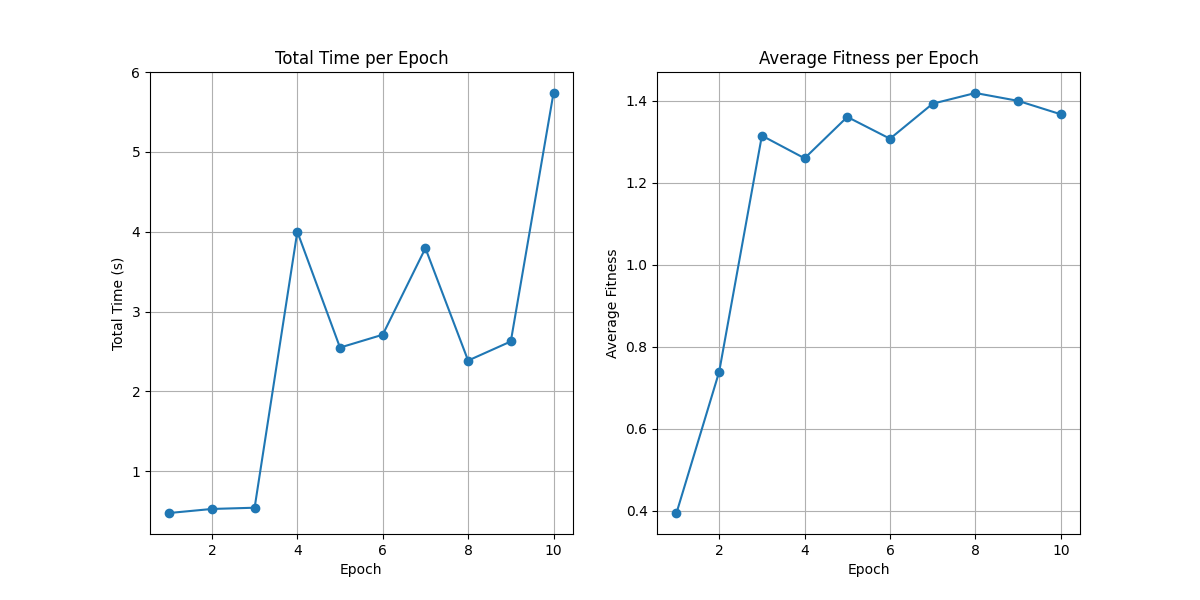 Total Time per Epoch
Total Time (s)
6
5
4
3
2
1
2 4 6 8 10
Epoch
Average Fitness per Epoch
Average Fitness
1.4
1.2
1.0
0.8
0.6
0.4
2 4 6 8 10
Epoch